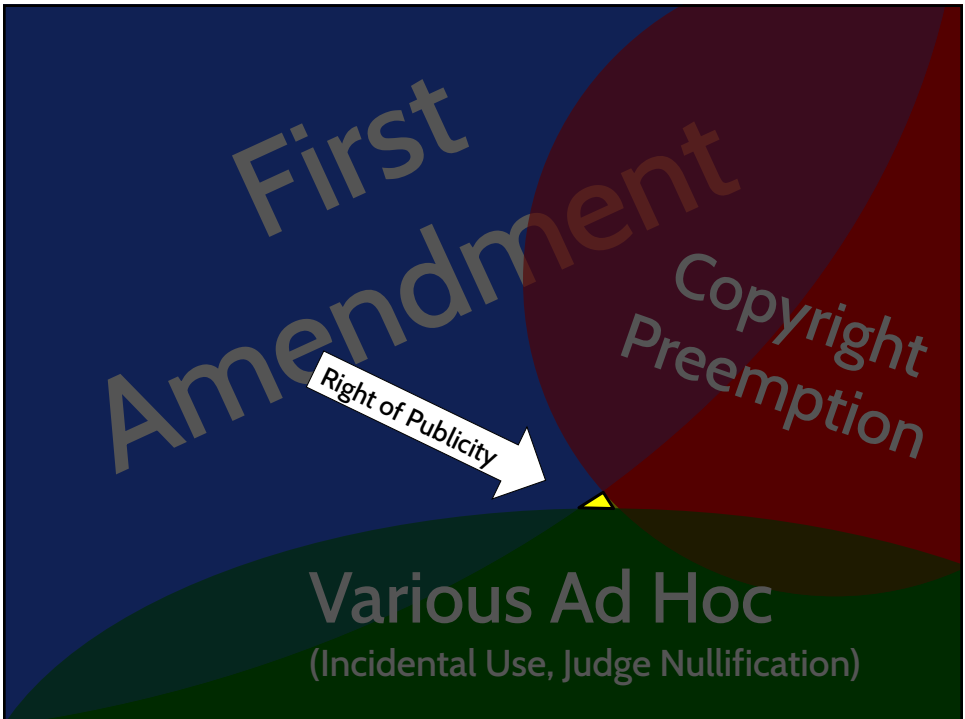 First
Amendment
Copyright
Preemption
Right of Publicity
Various Ad Hoc
(Incidental Use, Judge Nullification)